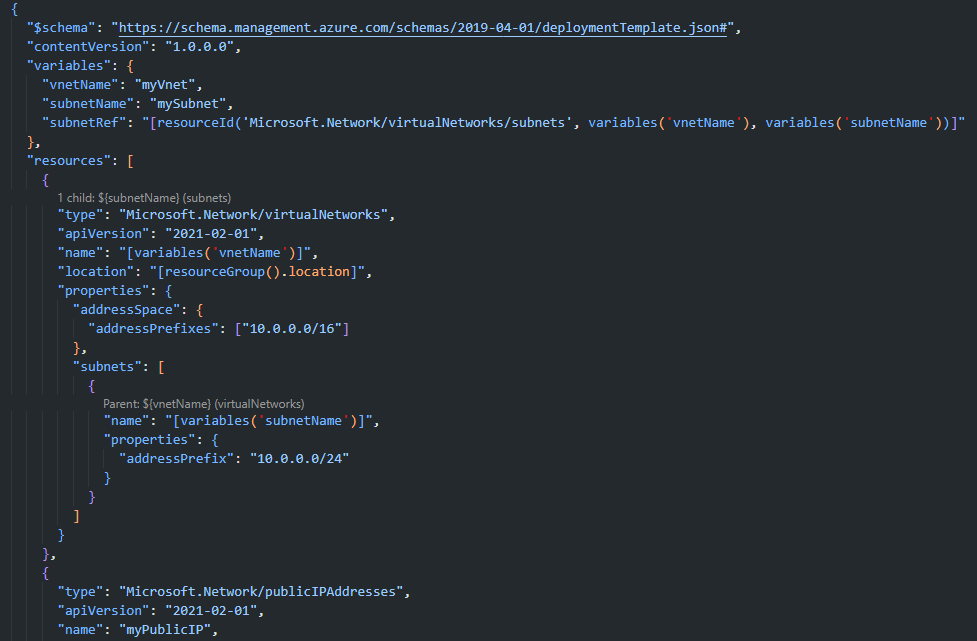 {
"$schema": "https://schema.management.azure.com/schemas/2019-04-01/deploymentTemplate.json#",
"contentVersion": "1.0.0.0",
"variables": {
"vnetName": "myVnet",
"subnetName": "mySubnet",
"subnetRef": "[resourceId('Microsoft.Network/virtualNetworks/subnets', variables('vnetName'), variables('subnetName'))]"
},
"resources": [
{
1 child: ${subnetName} (subnets)
"type": "Microsoft.Network/virtualNetworks",
"apiVersion": "2021-02-01",
"name": "[variables('vnetName')]",
"location": "[resourceGroup().location]",
"properties": {
"addressSpace": {
"addressPrefixes": ["10.0.0.0/16"]
},
"subnets": [
{
Parent: ${vnetName} (virtualNetworks)
"name": "[variables('subnetName')]",
"properties": {
"addressPrefix": "10.0.0.0/24"
}
}
]
}
},
{
"type": "Microsoft.Network/publicIPAddresses",
"apiVersion": "2021-02-01",
"name": "myPublicIP",